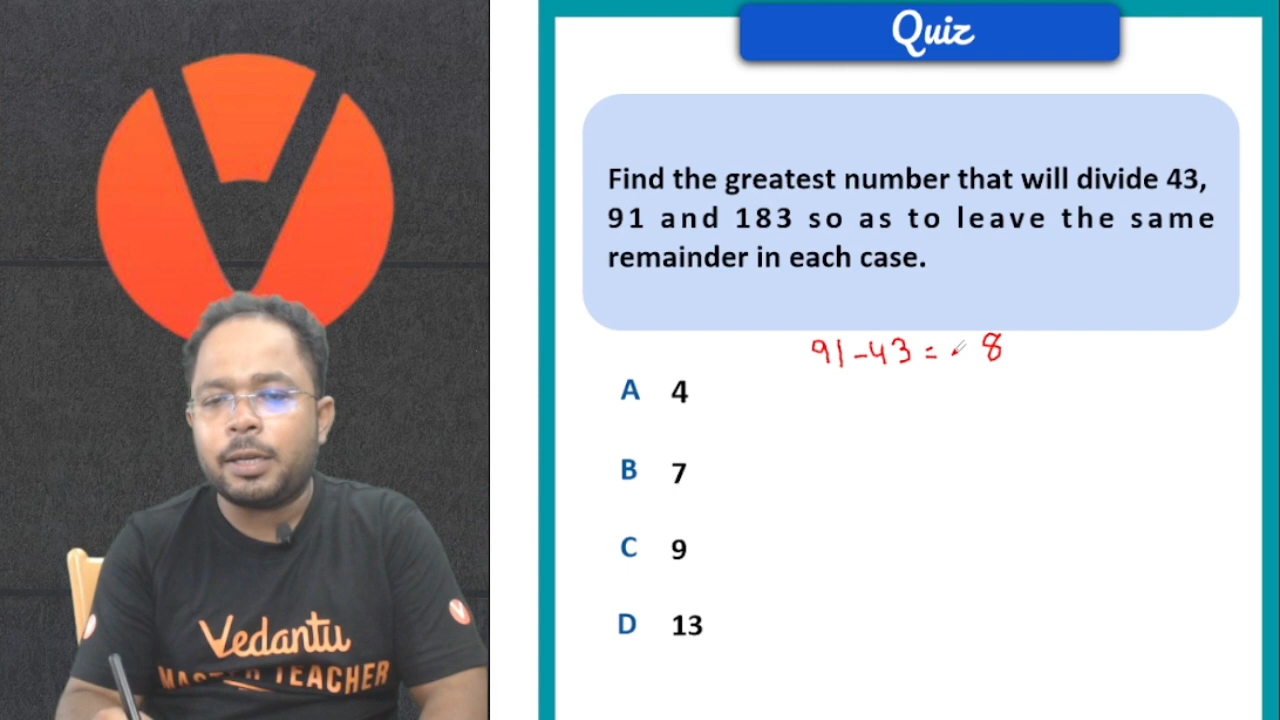 Quiz
Find the greatest number that will divide 43,
91 and 183 so as to leave the same
remainder in each case.
91-43 = 8
A 4
B 7
C 9
D 13
Vedantu
MASTER TEACHER